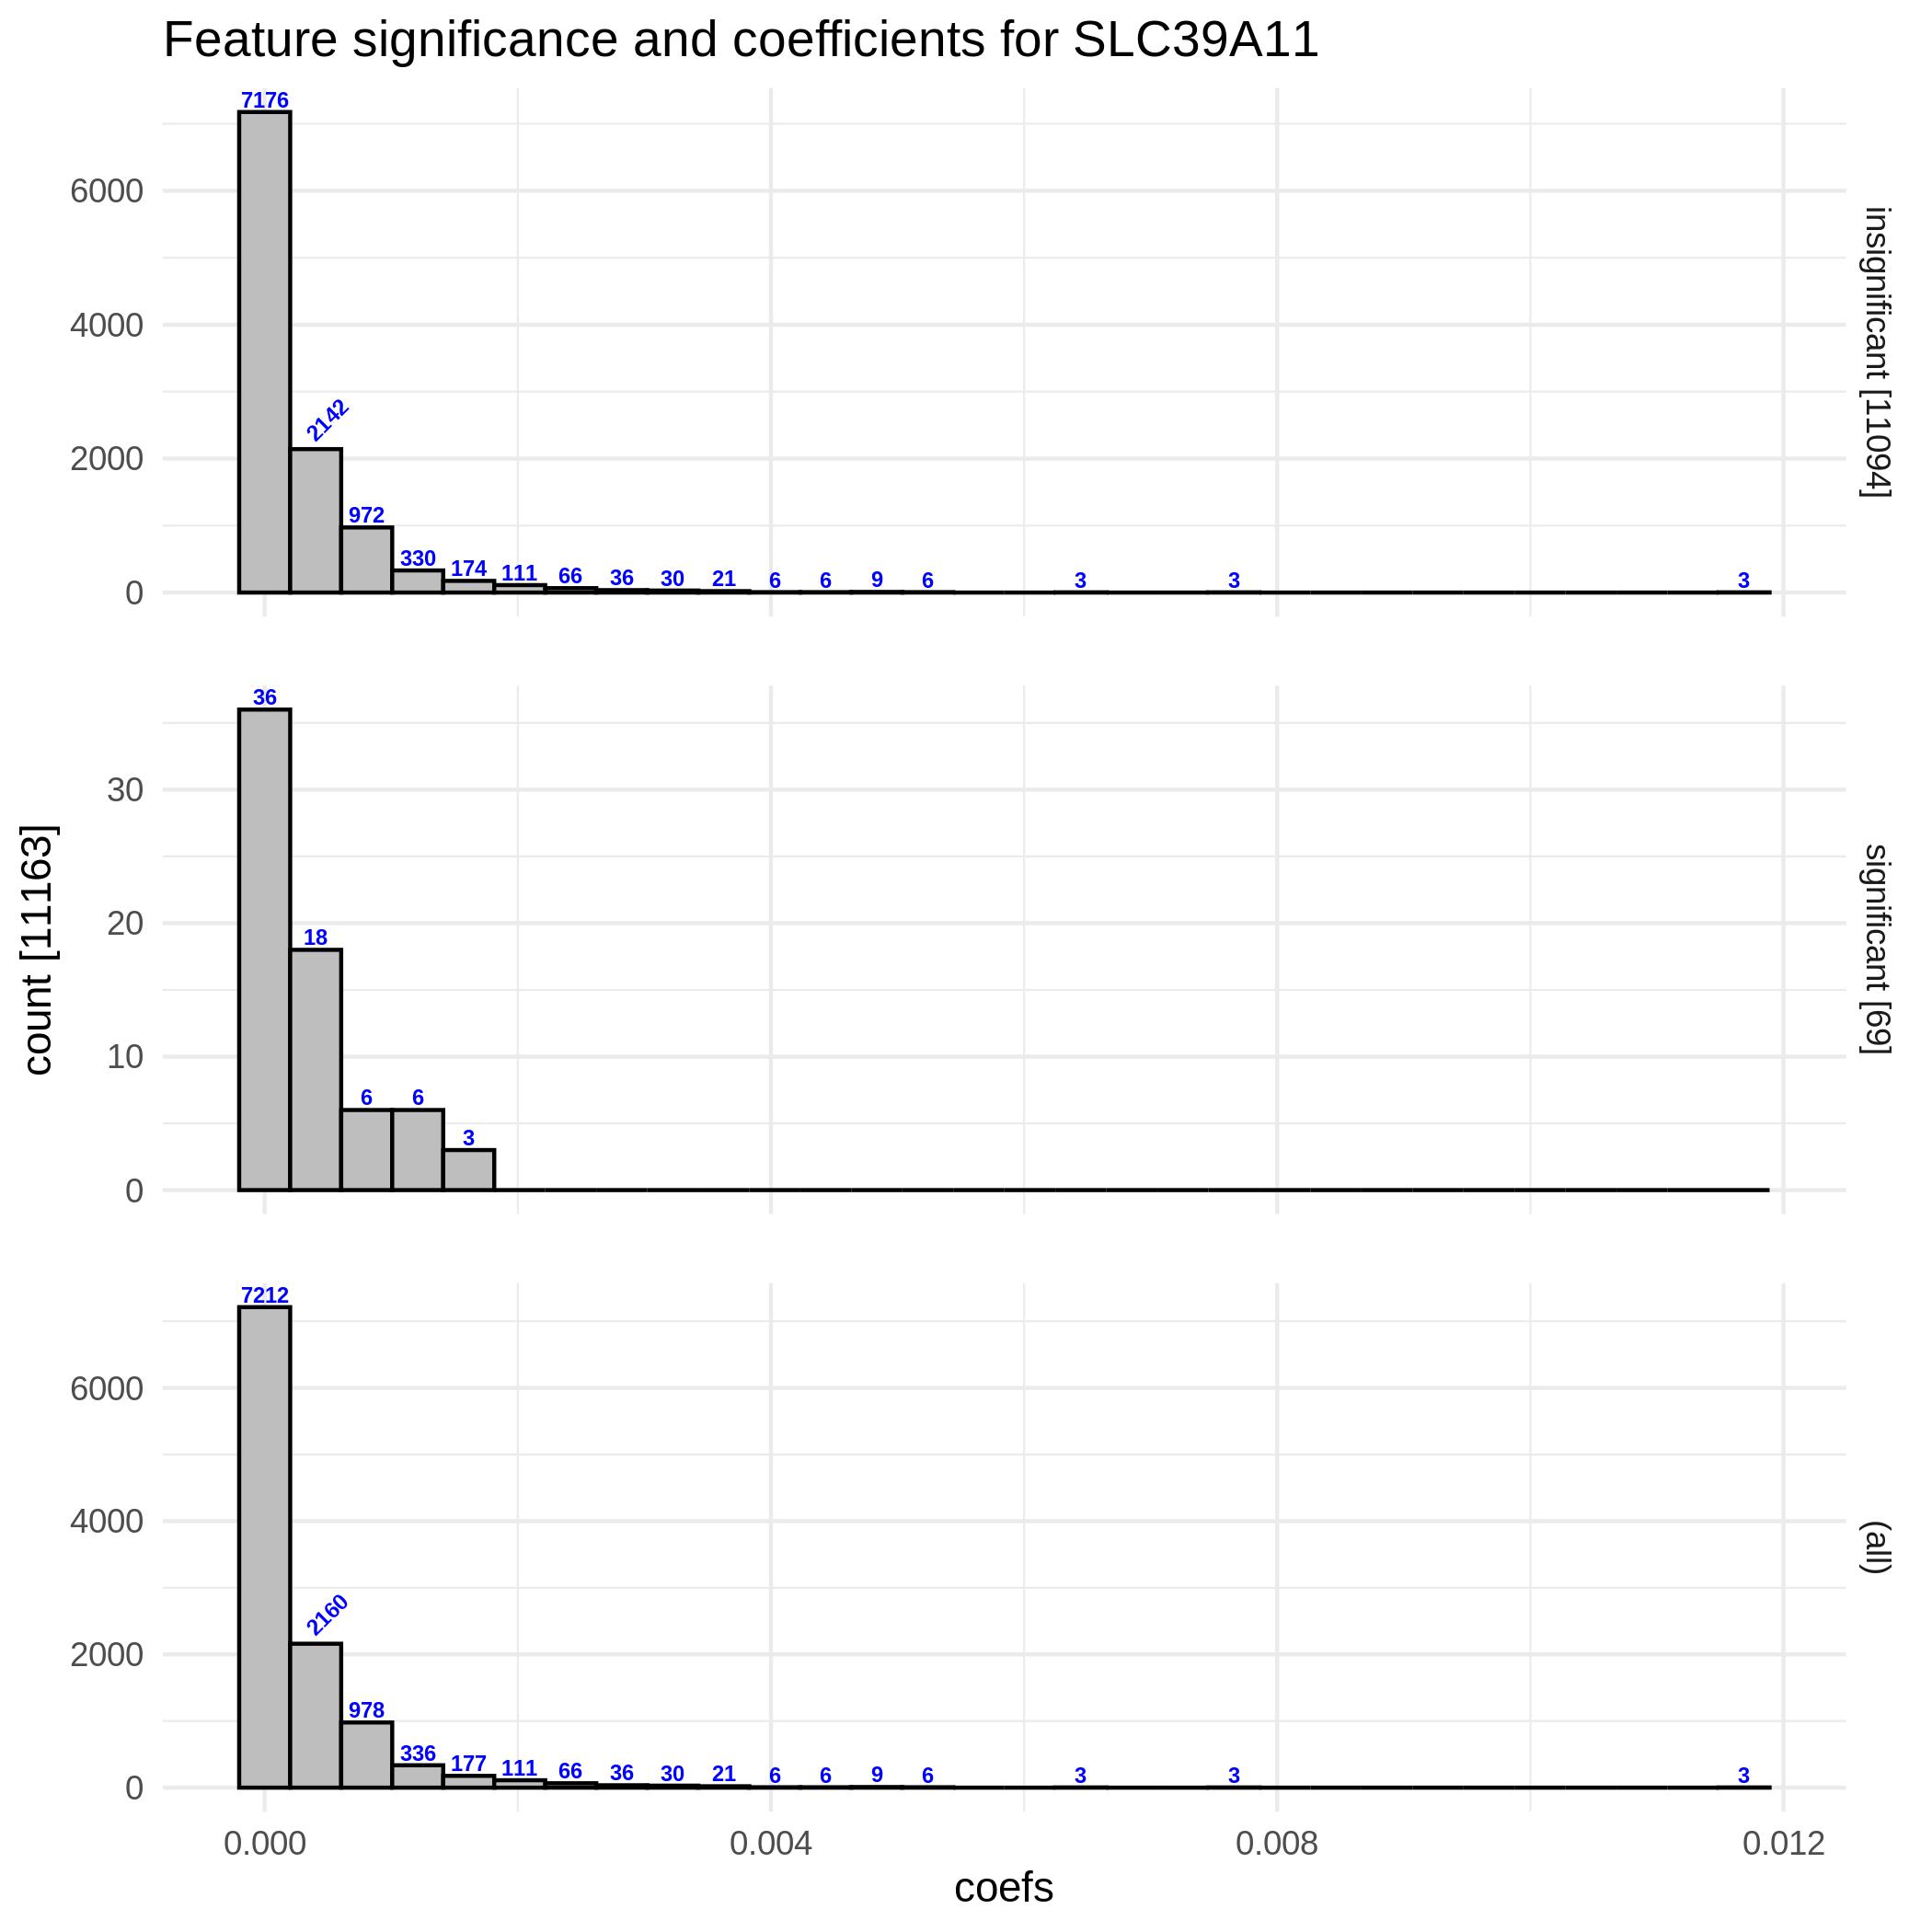 Feature significance and coefficients for SLC39A11
7176
6000
4000
2142
2000
972
330 174 111 66 36 30 21 6 6 9 6 3 3 3
0
insignificant [11094]
36
30
20
18
10
6 6
3
0
significant [69]
count [11163]
7212
6000
4000
2160
2000
978
336 177 111 66 36 30 21 6 6 9 6 3 3 3
0
(all)
0.000 0.004 0.008 0.012
coefs